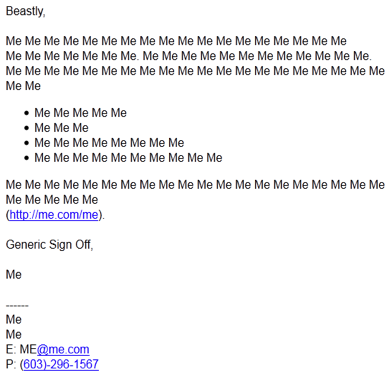 Beastly,
Me Me Me Me Me Me Me Me Me Me Me Me Me Me Me Me Me Me
Me Me Me Me Me Me Me. Me Me Me Me Me Me Me Me Me Me Me Me.
Me Me Me Me Me Me Me Me Me Me Me Me Me Me Me Me Me Me Me Me
Me Me
• Me Me Me Me Me
• Me Me Me
• Me Me Me Me Me Me Me Me
• Me Me Me Me Me Me Me Me Me Me
Me Me Me Me Me Me Me Me Me Me Me Me Me Me Me Me Me Me Me Me
Me Me Me Me Me
(http://me.com/me).
Generic Sign Off,
Me
------
Me
Me
E: ME@me.com
P: (603)-296-1567